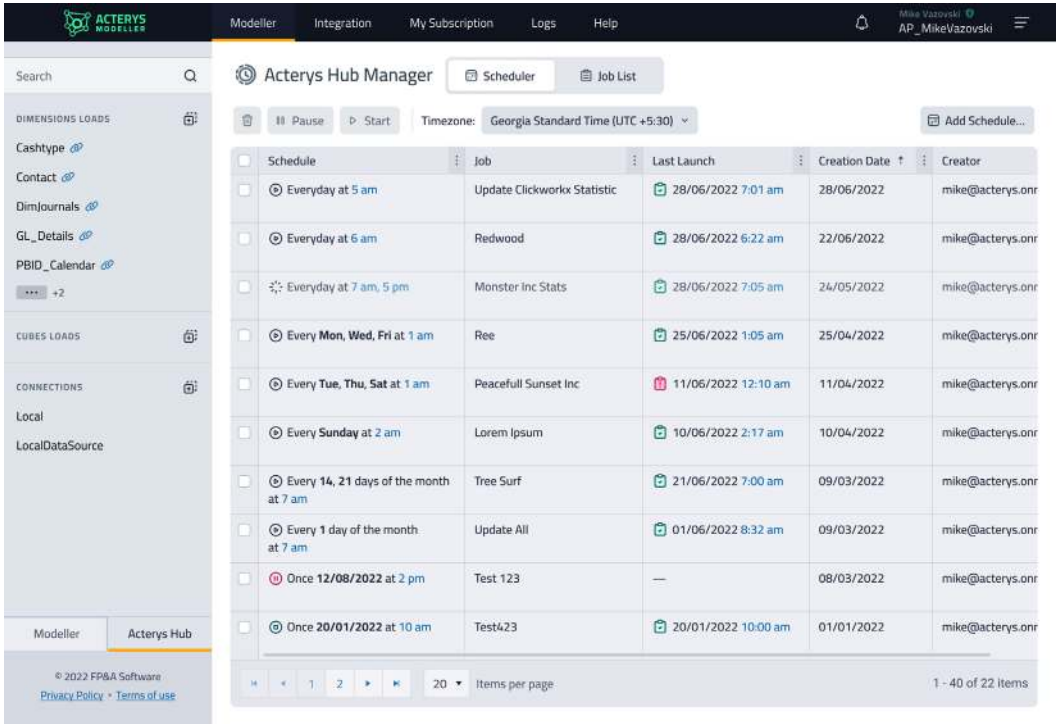 ACTERYS
MODELLER
Modeller Integration My Subscription Logs Help
Mike Vazovski
AP_MikeVazovski
Search
Acterys Hub Manager Scheduler Job List
DIMENSIONS LOADS
Pause Start Timezone: Georgia Standard Time (UTC +5:30) Add Schedule...
Cashtype
Contact
DimJournals
GL_Details
PBID_Calendar
••• +2
CUBES LOADS
CONNECTIONS
Local
LocalDataSource
Schedule Job Last Launch Creation Date ↑ Creator
Everyday at 5 am Update Clickworkx Statistic 28/06/2022 7:01 am 28/06/2022 mike@acterys.onr
Everyday at 6 am Redwood 28/06/2022 6:22 am 22/06/2022 mike@acterys.onr
Everyday at 7 am, 5 pm Monster Inc Stats 28/06/2022 7:05 am 24/05/2022 mike@acterys.onr
Every Mon, Wed, Fri at 1 am Ree 25/06/2022 1:05 am 25/04/2022 mike@acterys.onr
Every Tue, Thu, Sat at 1 am Peacefull Sunset Inc 11/06/2022 12:10 am 11/04/2022 mike@acterys.onr
Every Sunday at 2 am Lorem Ipsum 10/06/2022 2:17 am 10/04/2022 mike@acterys.onr
Every 14, 21 days of the month Tree Surf 21/06/2022 7:00 am 09/03/2022 mike@acterys.onr
at 7 am
Every 1 day of the month Update All 01/06/2022 8:32 am 09/03/2022 mike@acterys.onr
at 7 am
Once 12/08/2022 at 2 pm Test 123 — 08/03/2022 mike@acterys.onr
Once 20/01/2022 at 10 am Test423 20/01/2022 10:00 am 01/01/2022 mike@acterys.onr
Modeller Acterys Hub
1 2 20 Items per page 1 - 40 of 22 items
© 2022 FP&A Software
Privacy Policy • Terms of use